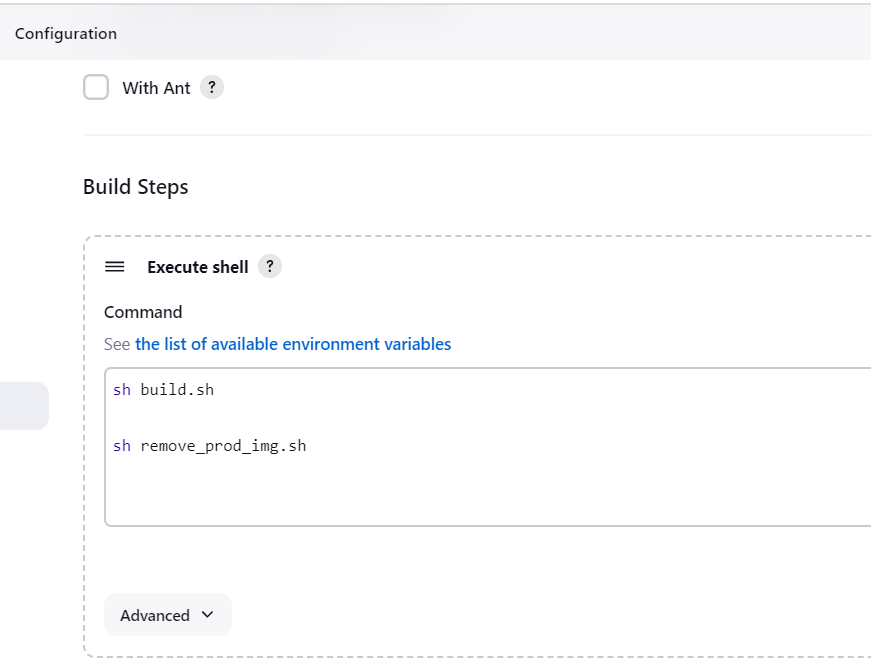 Configuration
With Ant ?
Build Steps
Execute shell ?
Command
See the list of available environment variables
sh build.sh
sh remove_prod_img.sh
Advanced